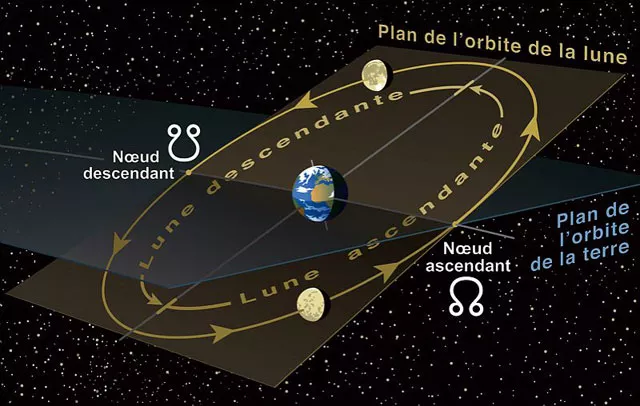 Plan de l'orbite de la lune
Lune descendante
Nœud
descendant
Lune ascendante
Nœud
ascendant
Plan de
l'orbite
de la terre